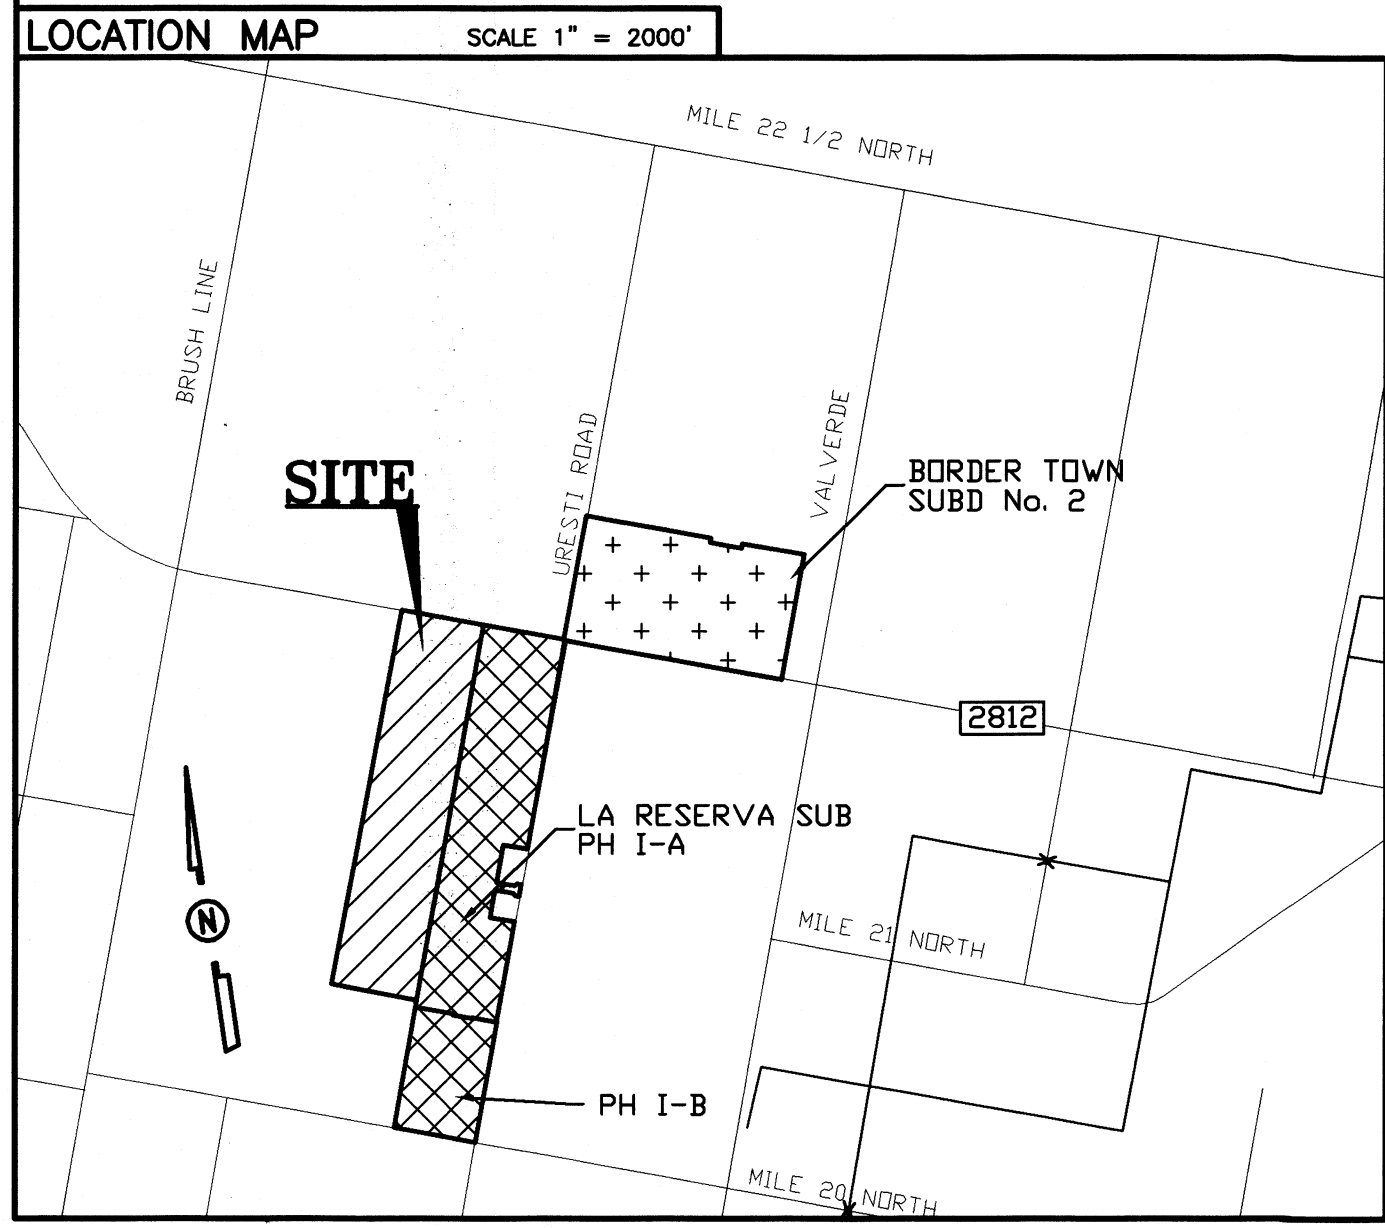 LOCATION MAP SCALE 1" = 2000'
MILE 22 1/2 NORTH
BRUSH LINE
SITE
URESTI ROAD
VALVERDE
BORDER TOWN
SUBD No. 2
2812
LA RESERVA SUB
PH I-A
N
MILE 21 NORTH
PH I-B
MILE 20 NORTH